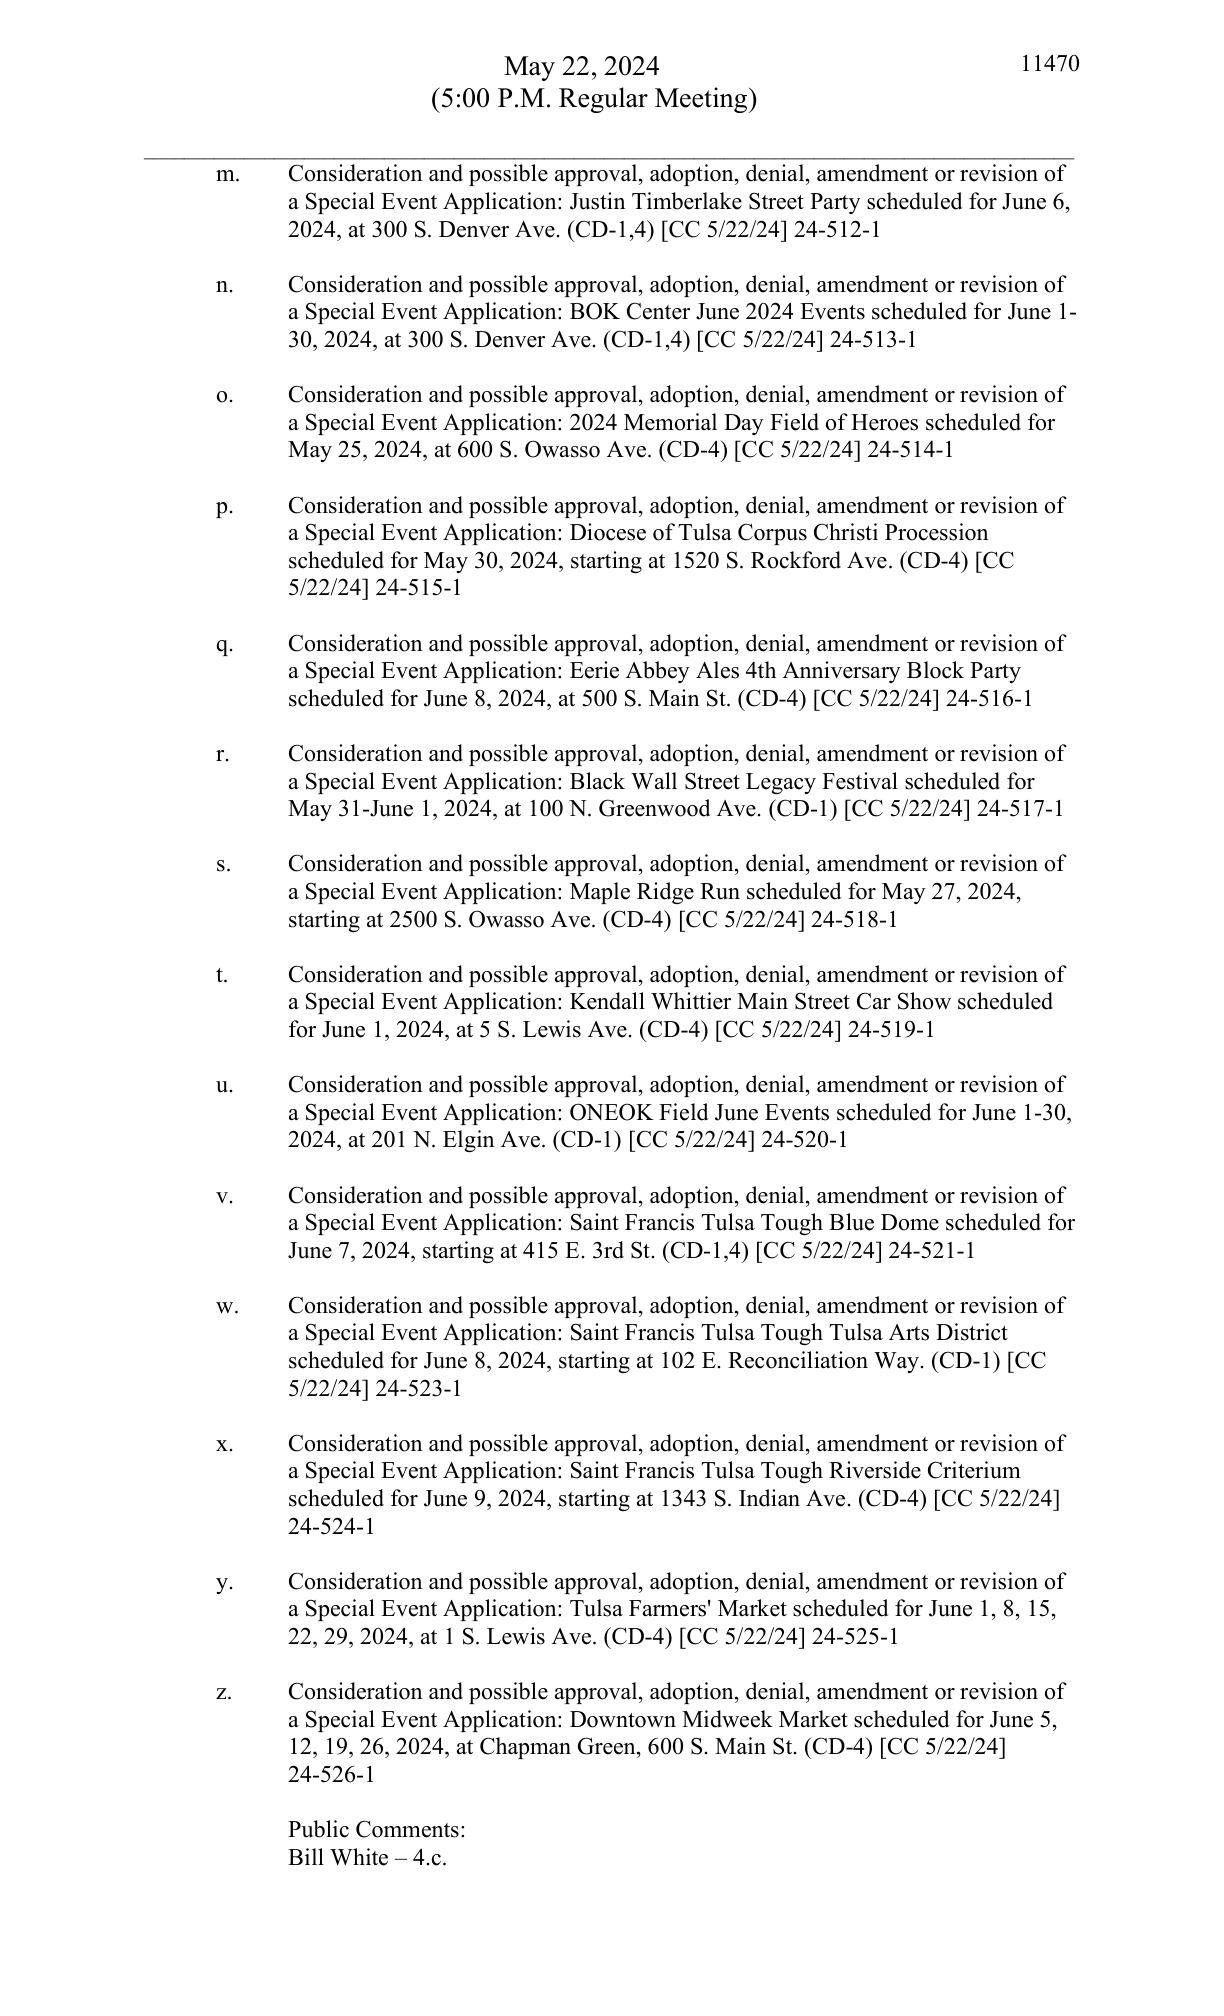 May 22, 2024
11470
(5:00 P.M. Regular Meeting)
m. Consideration and possible approval, adoption, denial, amendment or revision of
a Special Event Application: Justin Timberlake Street Party scheduled for June 6,
2024, at 300 S. Denver Ave. (CD-1,4) [CC 5/22/24] 24-512-1
n. Consideration and possible approval, adoption, denial, amendment or revision of
a Special Event Application: BOK Center June 2024 Events scheduled for June 1-
30, 2024, at 300 S. Denver Ave. (CD-1,4) [CC 5/22/24] 24-513-1
o. Consideration and possible approval, adoption, denial, amendment or revision of
a Special Event Application: 2024 Memorial Day Field of Heroes scheduled for
May 25, 2024, at 600 S. Owasso Ave. (CD-4) [CC 5/22/24] 24-514-1
p. Consideration and possible approval, adoption, denial, amendment or revision of
a Special Event Application: Diocese of Tulsa Corpus Christi Procession
scheduled for May 30, 2024, starting at 1520 S. Rockford Ave. (CD-4) [CC
5/22/24] 24-515-1
q. Consideration and possible approval, adoption, denial, amendment or revision of
a Special Event Application: Eerie Abbey Ales 4th Anniversary Block Party
scheduled for June 8, 2024, at 500 S. Main St. (CD-4) [CC 5/22/24] 24-516-1
r. Consideration and possible approval, adoption, denial, amendment or revision of
a Special Event Application: Black Wall Street Legacy Festival scheduled for
May 31-June 1, 2024, at 100 N. Greenwood Ave. (CD-1) [CC 5/22/24] 24-517-1
s. Consideration and possible approval, adoption, denial, amendment or revision of
a Special Event Application: Maple Ridge Run scheduled for May 27, 2024,
starting at 2500 S. Owasso Ave. (CD-4) [CC 5/22/24] 24-518-1
t. Consideration and possible approval, adoption, denial, amendment or revision of
a Special Event Application: Kendall Whittier Main Street Car Show scheduled
for June 1, 2024, at 5 S. Lewis Ave. (CD-4) [CC 5/22/24] 24-519-1
u. Consideration and possible approval, adoption, denial, amendment or revision of
a Special Event Application: ONEOK Field June Events scheduled for June 1-30,
2024, at 201 N. Elgin Ave. (CD-1) [CC 5/22/24] 24-520-1
v. Consideration and possible approval, adoption, denial, amendment or revision of
a Special Event Application: Saint Francis Tulsa Tough Blue Dome scheduled for
June 7, 2024, starting at 415 E. 3rd St. (CD-1,4) [CC 5/22/24] 24-521-1
w. Consideration and possible approval, adoption, denial, amendment or revision of
a Special Event Application: Saint Francis Tulsa Tough Tulsa Arts District
scheduled for June 8, 2024, starting at 102 E. Reconciliation Way. (CD-1) [CC
5/22/24] 24-523-1
x. Consideration and possible approval, adoption, denial, amendment or revision of
a Special Event Application: Saint Francis Tulsa Tough Riverside Criterium
scheduled for June 9, 2024, starting at 1343 S. Indian Ave. (CD-4) [CC 5/22/24]
24-524-1
y. Consideration and possible approval, adoption, denial, amendment or revision of
a Special Event Application: Tulsa Farmers' Market scheduled for June 1, 8, 15,
22, 29, 2024, at 1 S. Lewis Ave. (CD-4) [CC 5/22/24] 24-525-1
z. Consideration and possible approval, adoption, denial, amendment or revision of
a Special Event Application: Downtown Midweek Market scheduled for June 5,
12, 19, 26, 2024, at Chapman Green, 600 S. Main St. (CD-4) [CC 5/22/24]
24-526-1
Public Comments:
Bill White – 4.c.